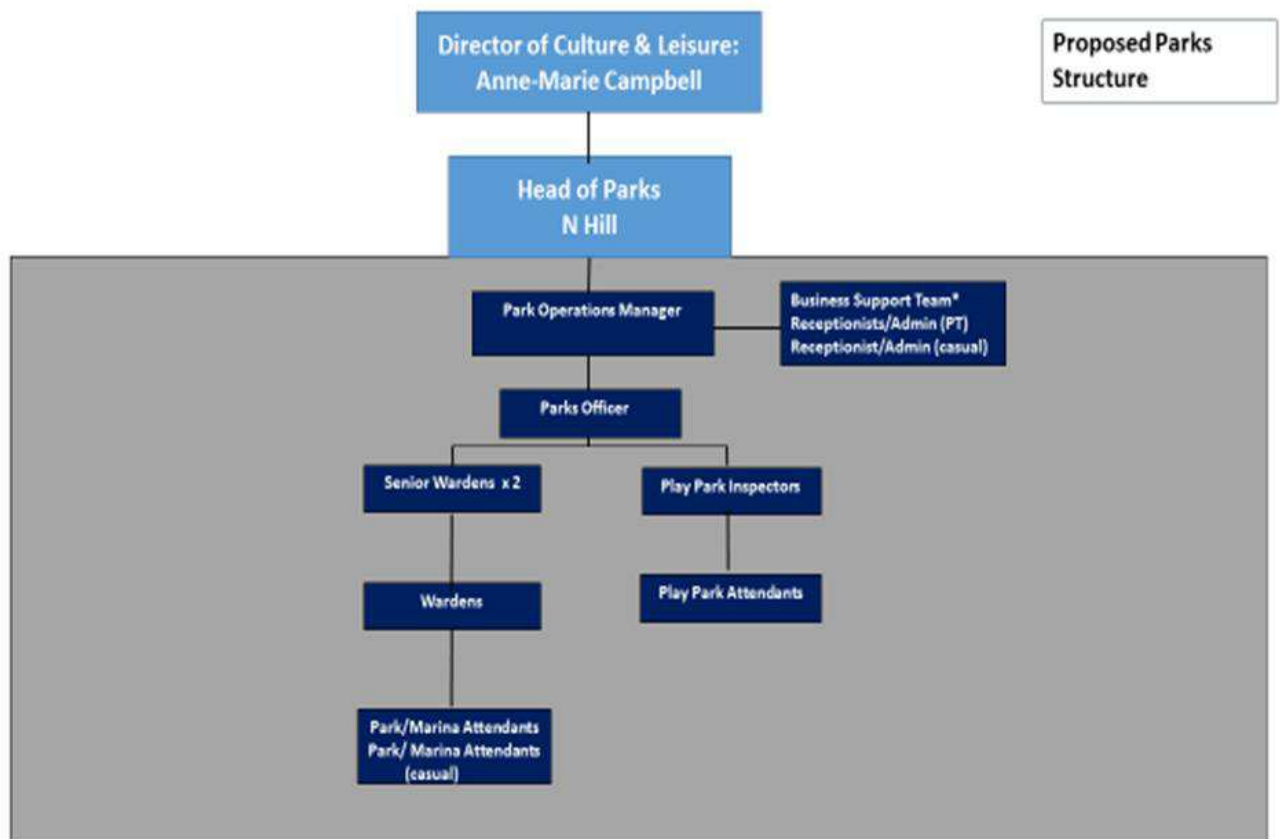 Director of Culture & Leisure:
Anne-Marie Campbell
Proposed Parks
Structure
Head of Parks
N Hill
Park Operations Manager
Business Support Team*
Receptionists/Admin (PT)
Receptionist/Admin (casual)
Parks Officer
Senior Wardens x 2
Play Park Inspectors
Wardens
Play Park Attendants
Park/Marina Attendants
Park/ Marina Attendants
(casual)